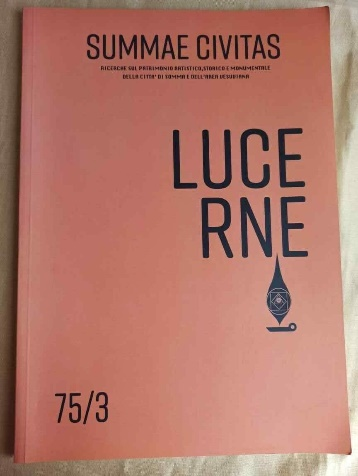 SUMMAE CIVITAS
RICERCHE SUL PATRIMONIO ARTISTICO,STORICO E MONUMENTALE
DELLA CITTA' DI SOMMA E DELL'AREA VESUVIANA
LUCE
RNE
75/3